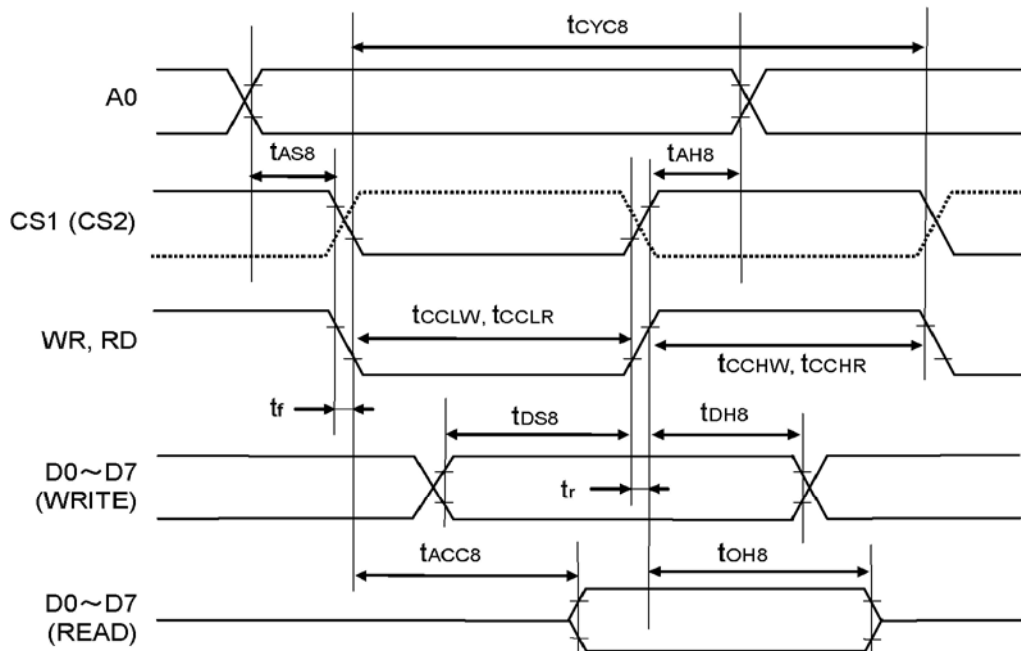 tCYC8
A0
tAS8
tAH8
CS1 (CS2)
tCCLW, tCCLR
WR, RD
tCCHW, tCCHR
tf
tDS8
tDH8
D0～D7
(WRITE)
tr
tACC8
tOH8
D0～D7
(READ)